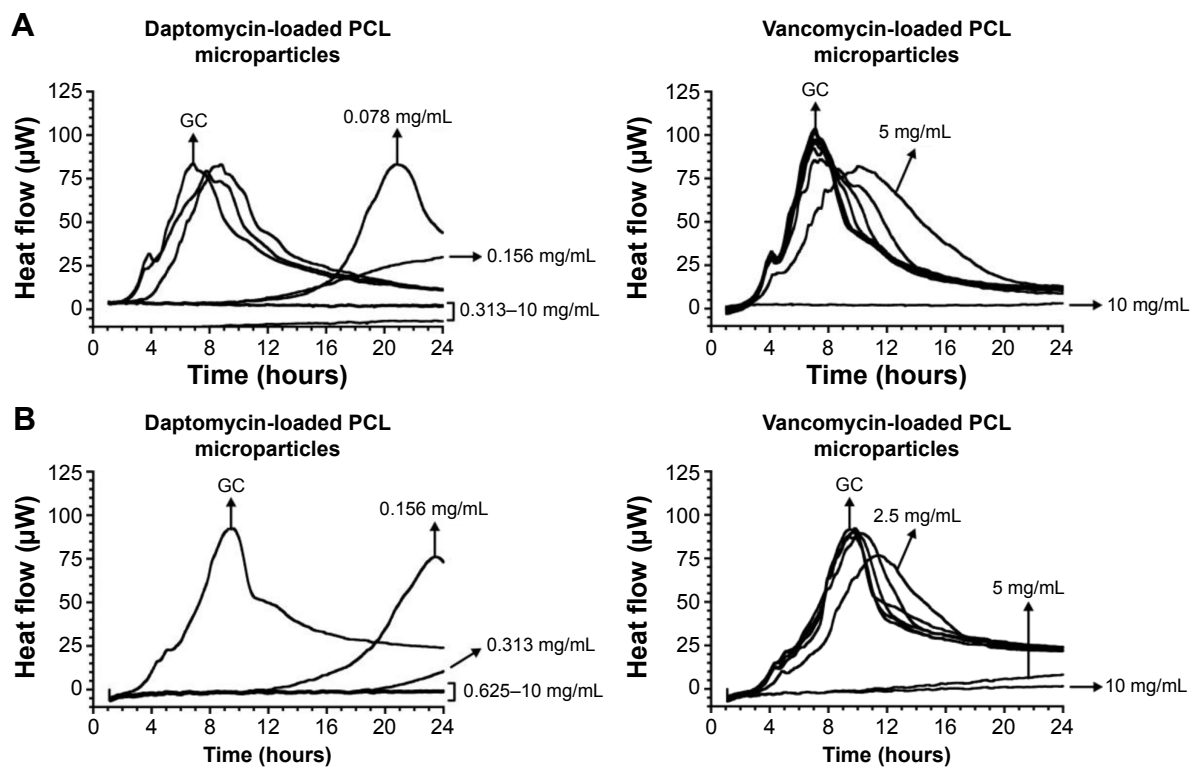 A
Daptomycin-loaded PCL
microparticles
125
100
75
50
25
0
Heat flow (µW)
GC
0.078 mg/mL
0.156 mg/mL
0.313–10 mg/mL
0 4 8 12 16 20 24
Time (hours)
Vancomycin-loaded PCL
microparticles
125
100
75
50
25
0
Heat flow (µW)
GC
5 mg/mL
10 mg/mL
0 4 8 12 16 20 24
Time (hours)
B
Daptomycin-loaded PCL
microparticles
125
100
75
50
25
0
Heat flow (µW)
GC
0.156 mg/mL
0.313 mg/mL
0.625–10 mg/mL
0 4 8 12 16 20 24
Time (hours)
Vancomycin-loaded PCL
microparticles
125
100
75
50
25
0
Heat flow (µW)
GC
2.5 mg/mL
5 mg/mL
10 mg/mL
0 4 8 12 16 20 24
Time (hours)